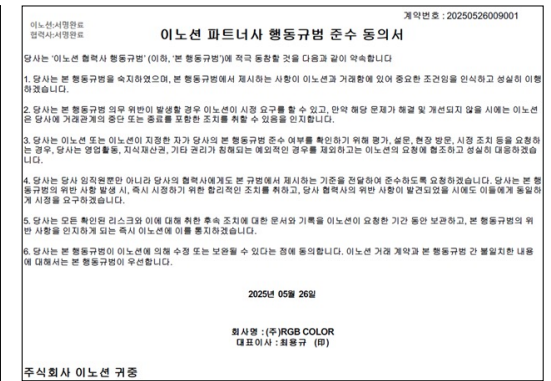 계약번호 : 20250526009001
이노션:서명완료
협력사:서명완료
이노션 파트너사 행동규범 준수 동의서
당사는 '이노션 협력사 행동규범' (이하, '본 행동규범')에 적극 동참할 것을 다음과 같이 약속합니다
1. 당사는 본 행동규범을 숙지하였으며, 본 행동규범에서 제시하는 사항이 이노션과 거래함에 있어 중요한 조건임을 인식하고 성실히 이행
하겠습니다.
2. 당사는 본 행동규범 의무 위반이 발생할 경우 이노션이 시정 요구를 할 수 있고, 만약 해당 문제가 해결 및 개선되지 않을 시에는 이노션
은 당사에 거래관계의 중단 또는 종료를 포함한 조치를 취할 수 있음을 인지합니다.
3. 당사는 이노션 또는 이노션이 지정한 자가 당사의 본 행동규범 준수 여부를 확인하기 위해 평가, 설문, 현장 방문, 시정 조치 등을 요청하
는 경우, 당사는 영업활동, 지식재산권, 기타 권리가 침해되는 예외적인 경우를 제외하고는 이노션의 요청에 협조하고 성실히 대응하겠습
니다.
4. 당사는 당사 임직원뿐만 아니라 당사의 협력사에게도 본 규범에서 제시하는 기준을 전달하여 준수하도록 요청하겠습니다. 당사는 본 행
동규범의 위반 사항 발생 시, 즉시 시정하기 위한 합리적인 조치를 취하고, 당사 협력사의 위반 사항이 발견되었을 시에도 이들에게 동일하
게 시정을 요구하겠습니다.
5. 당사는 모든 확인된 리스크와 이에 대해 취한 후속 조치에 대한 문서와 기록을 이노션이 요청한 기간 동안 보관하고, 본 행동규범의 위
반 사항을 인지하게 되는 즉시 이노션에 이를 통지하겠습니다.
6. 당사는 본 행동규범이 이노션에 의해 수정 또는 보완될 수 있다는 점에 동의합니다. 이노션 거래 계약과 본 행동규범 간 불일치한 내용
에 대해서는 본 행동규범이 우선합니다.
2025년 05월 26일
회사명 : (주)RGB COLOR
대표이사 : 최용규 (印)
주식회사 이노션 귀중